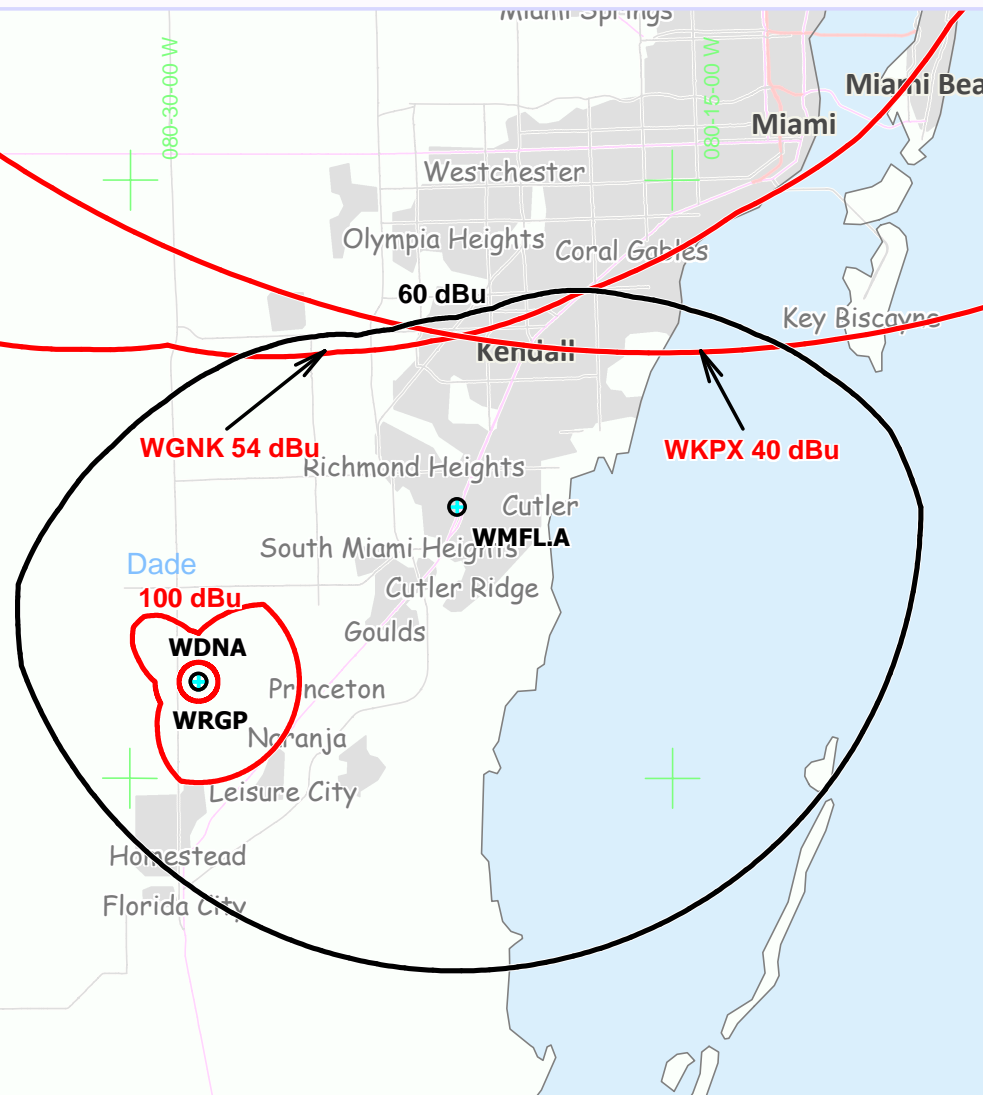 Miami Springs
080-30-00 W
080-15-00 W
Miami Bea
Miami
Westchester
Olympia Heights
Coral Gables
60 dBu
Key Biscayne
Kendall
WGNK 54 dBu
WKPX 40 dBu
Richmond Heights
Cutler
WMFL.A
South Miami Heights
Dade
Cutler Ridge
100 dBu
Goulds
WDNA
Princeton
WRGP
Naranja
Leisure City
Homestead
Florida City